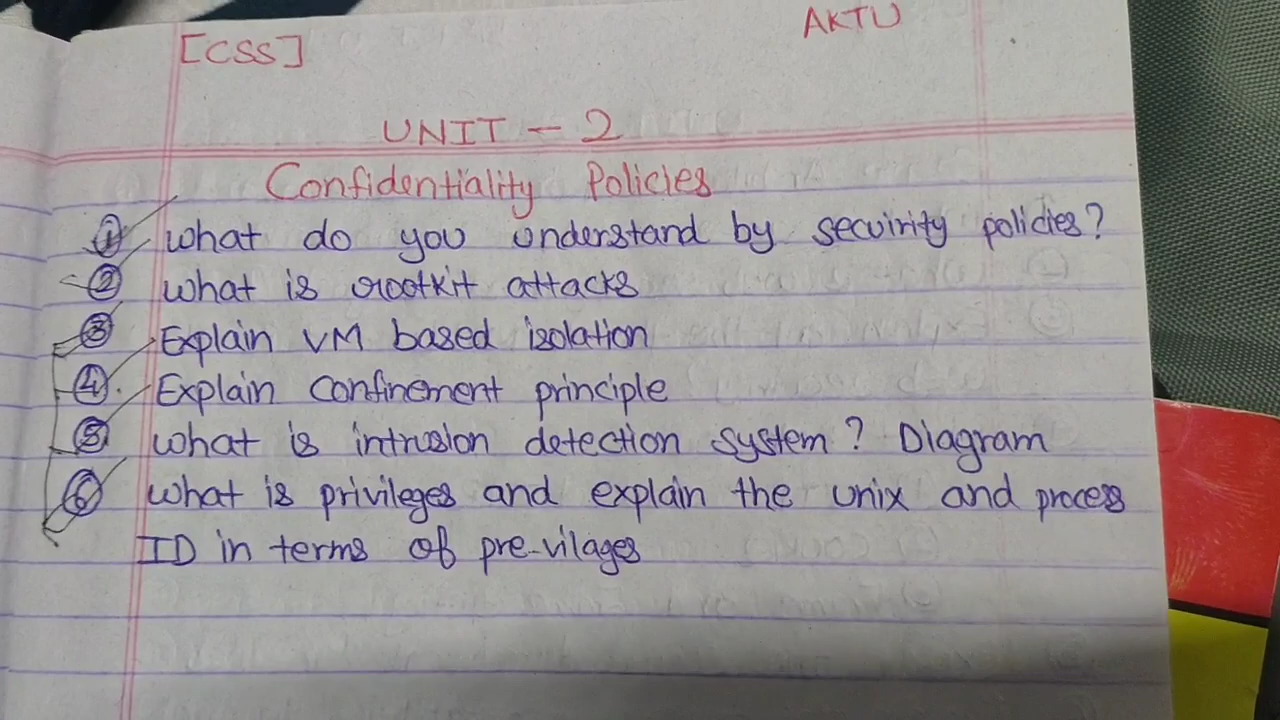 [CSS]
AKTU
UNIT - 2
Confidentiality Policies
① What do you understand by secuirity policies?
② What is rootkit attacks
③ Explain VM based isolation
④. Explain Confinement principle
⑤ What is intrusion detection system? Diagram
⑥ What is privileges and explain the unix and process
ID in terms of pre-vilages